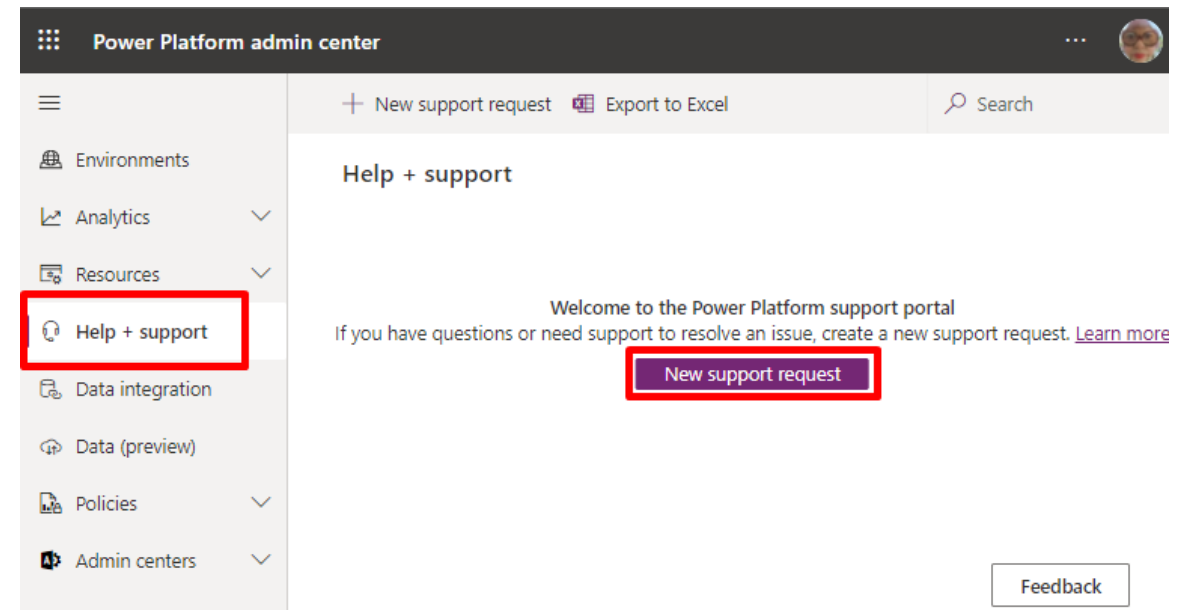 Power Platform admin center
New support request
Export to Excel
Search
Environments
Analytics
Resources
Help + support
Data integration
Data (preview)
Policies
Admin centers
Help + support
Welcome to the Power Platform support portal
If you have questions or need support to resolve an issue, create a new support request. Learn more
New support request
Feedback